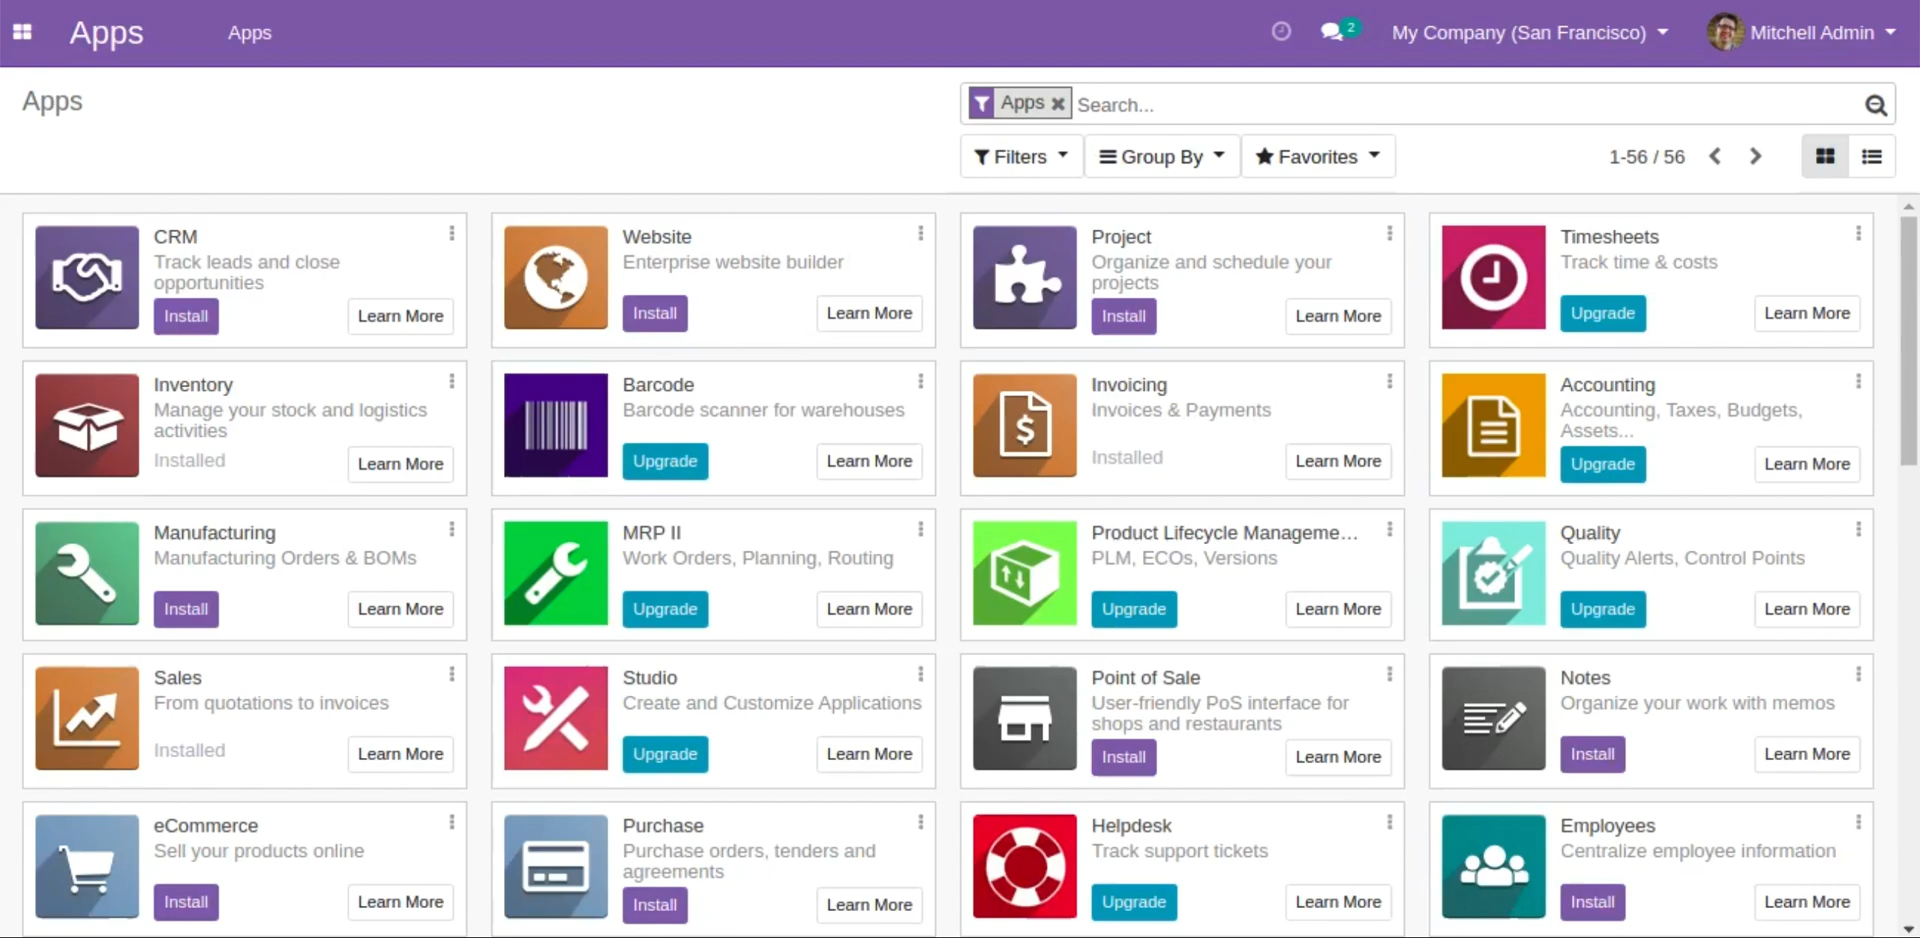 Apps
Apps
2
My Company (San Francisco)
Mitchell Admin
Apps
Apps
Search...
Filters
Group By
Favorites
1-56 / 56
CRM
Track leads and close
opportunities
Install
Learn More
Website
Enterprise website builder
Install
Learn More
Project
Organize and schedule your
projects
Install
Learn More
Timesheets
Track time & costs
Upgrade
Learn More
Inventory
Manage your stock and logistics
activities
Installed
Learn More
Barcode
Barcode scanner for warehouses
Upgrade
Learn More
Invoicing
Invoices & Payments
Installed
Learn More
Accounting
Accounting, Taxes, Budgets,
Assets...
Upgrade
Learn More
Manufacturing
Manufacturing Orders & BOMs
Install
Learn More
MRP II
Work Orders, Planning, Routing
Upgrade
Learn More
Product Lifecycle Manageme...
PLM, ECOs, Versions
Upgrade
Learn More
Quality
Quality Alerts, Control Points
Upgrade
Learn More
Sales
From quotations to invoices
Installed
Learn More
Studio
Create and Customize Applications
Upgrade
Learn More
Point of Sale
User-friendly PoS interface for
shops and restaurants
Install
Learn More
Notes
Organize your work with memos
Install
Learn More
eCommerce
Sell your products online
Install
Learn More
Purchase
Purchase orders, tenders and
agreements
Install
Learn More
Helpdesk
Track support tickets
Upgrade
Learn More
Employees
Centralize employee information
Install
Learn More